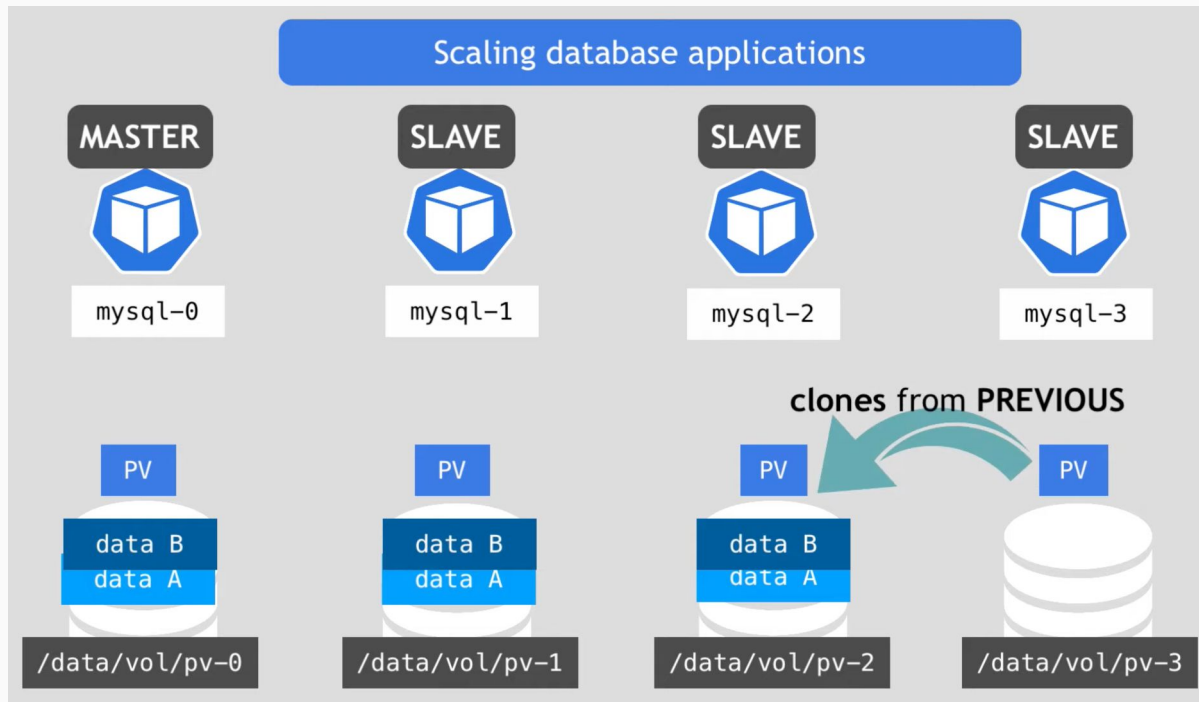 Scaling database applications
MASTER
SLAVE
SLAVE
SLAVE
mysql-0
mysql-1
mysql-2
mysql-3
clones from PREVIOUS
PV
PV
PV
PV
data B
data B
data B
data A
data A
data A
/data/vol/pv-0
/data/vol/pv-1
/data/vol/pv-2
/data/vol/pv-3